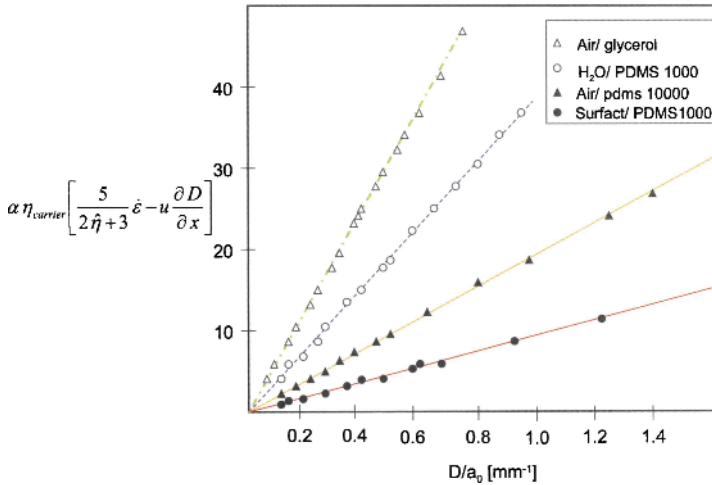 40
30
20
10
α η_carrier [ 5 / (2η̂+3) ε̇ − u ∂D/∂x ]
Air/ glycerol
H₂O/ PDMS 1000
Air/ pdms 10000
Surfact/ PDMS1000
0.2 0.4 0.6 0.8 1.0 1.2 1.4
D/a₀ [mm⁻¹]